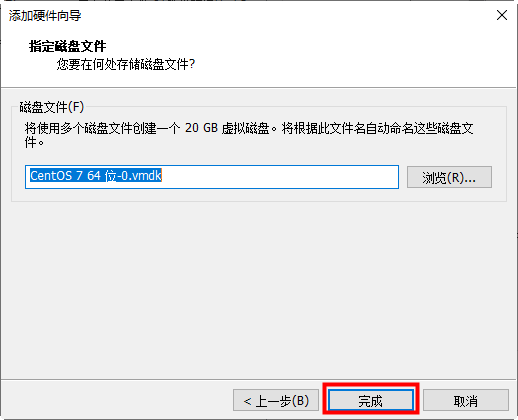 添加硬件向导
指定磁盘文件
您要在何处存储磁盘文件?
磁盘文件(F)
将使用多个磁盘文件创建一个 20 GB 虚拟磁盘。将根据此文件名自动命名这些磁盘文
件。
CentOS 7 64 位-0.vmdk
浏览(R)...
< 上一步(B)
完成
取消